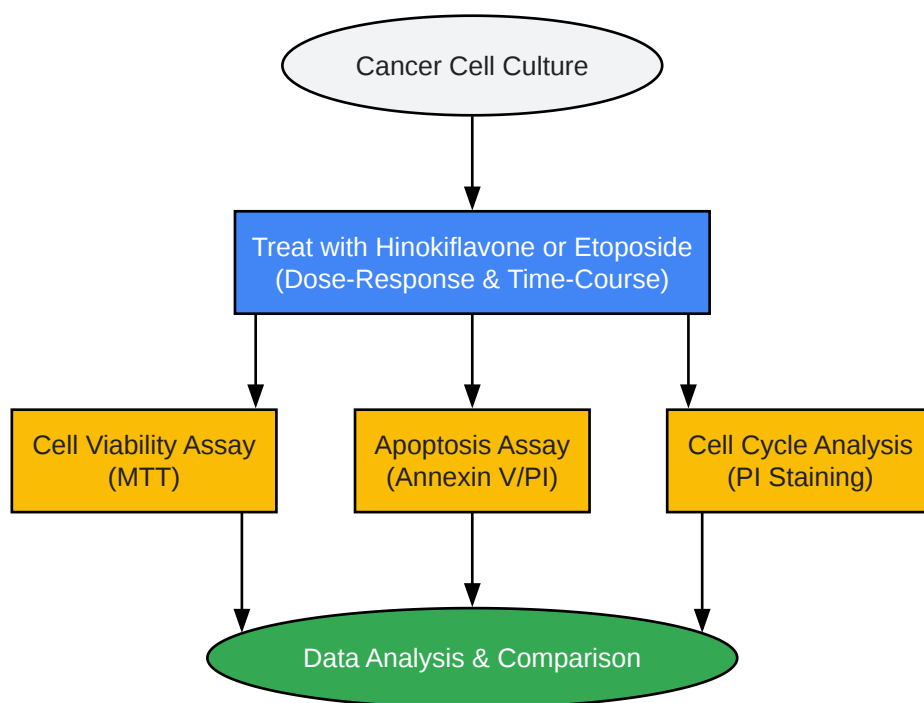 Cancer Cell Culture
Treat with Hinokiflavone or Etoposide
(Dose-Response & Time-Course)
Cell Viability Assay
(MTT)
Apoptosis Assay
(Annexin V/PI)
Cell Cycle Analysis
(PI Staining)
Data Analysis & Comparison